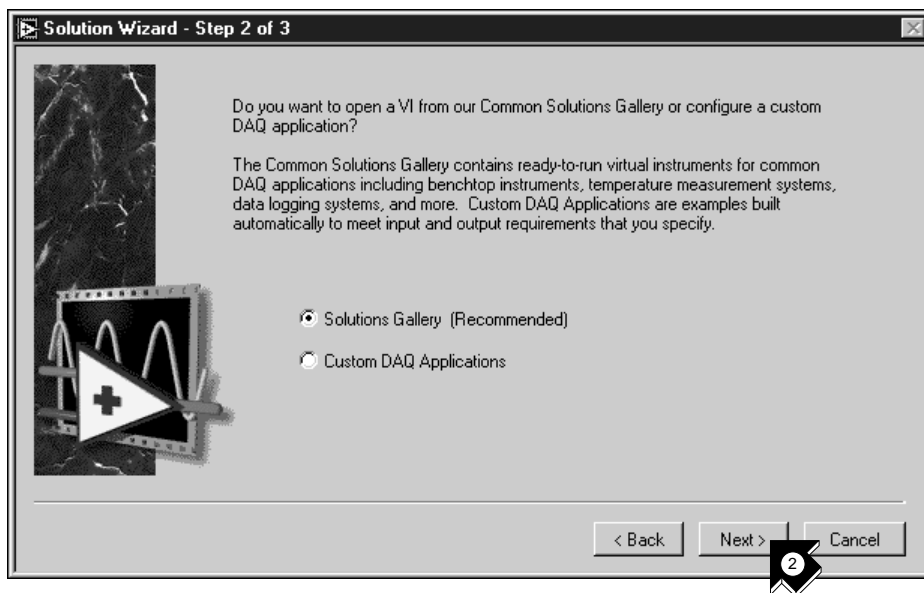 Solution Wizard - Step 2 of 3
Do you want to open a VI from our Common Solutions Gallery or configure a custom
DAQ application?
The Common Solutions Gallery contains ready-to-run virtual instruments for common
DAQ applications including benchtop instruments, temperature measurement systems,
data logging systems, and more.  Custom DAQ Applications are examples built
automatically to meet input and output requirements that you specify.
Solutions Gallery  (Recommended)
Custom DAQ Applications
< Back
Next >
Cancel
2